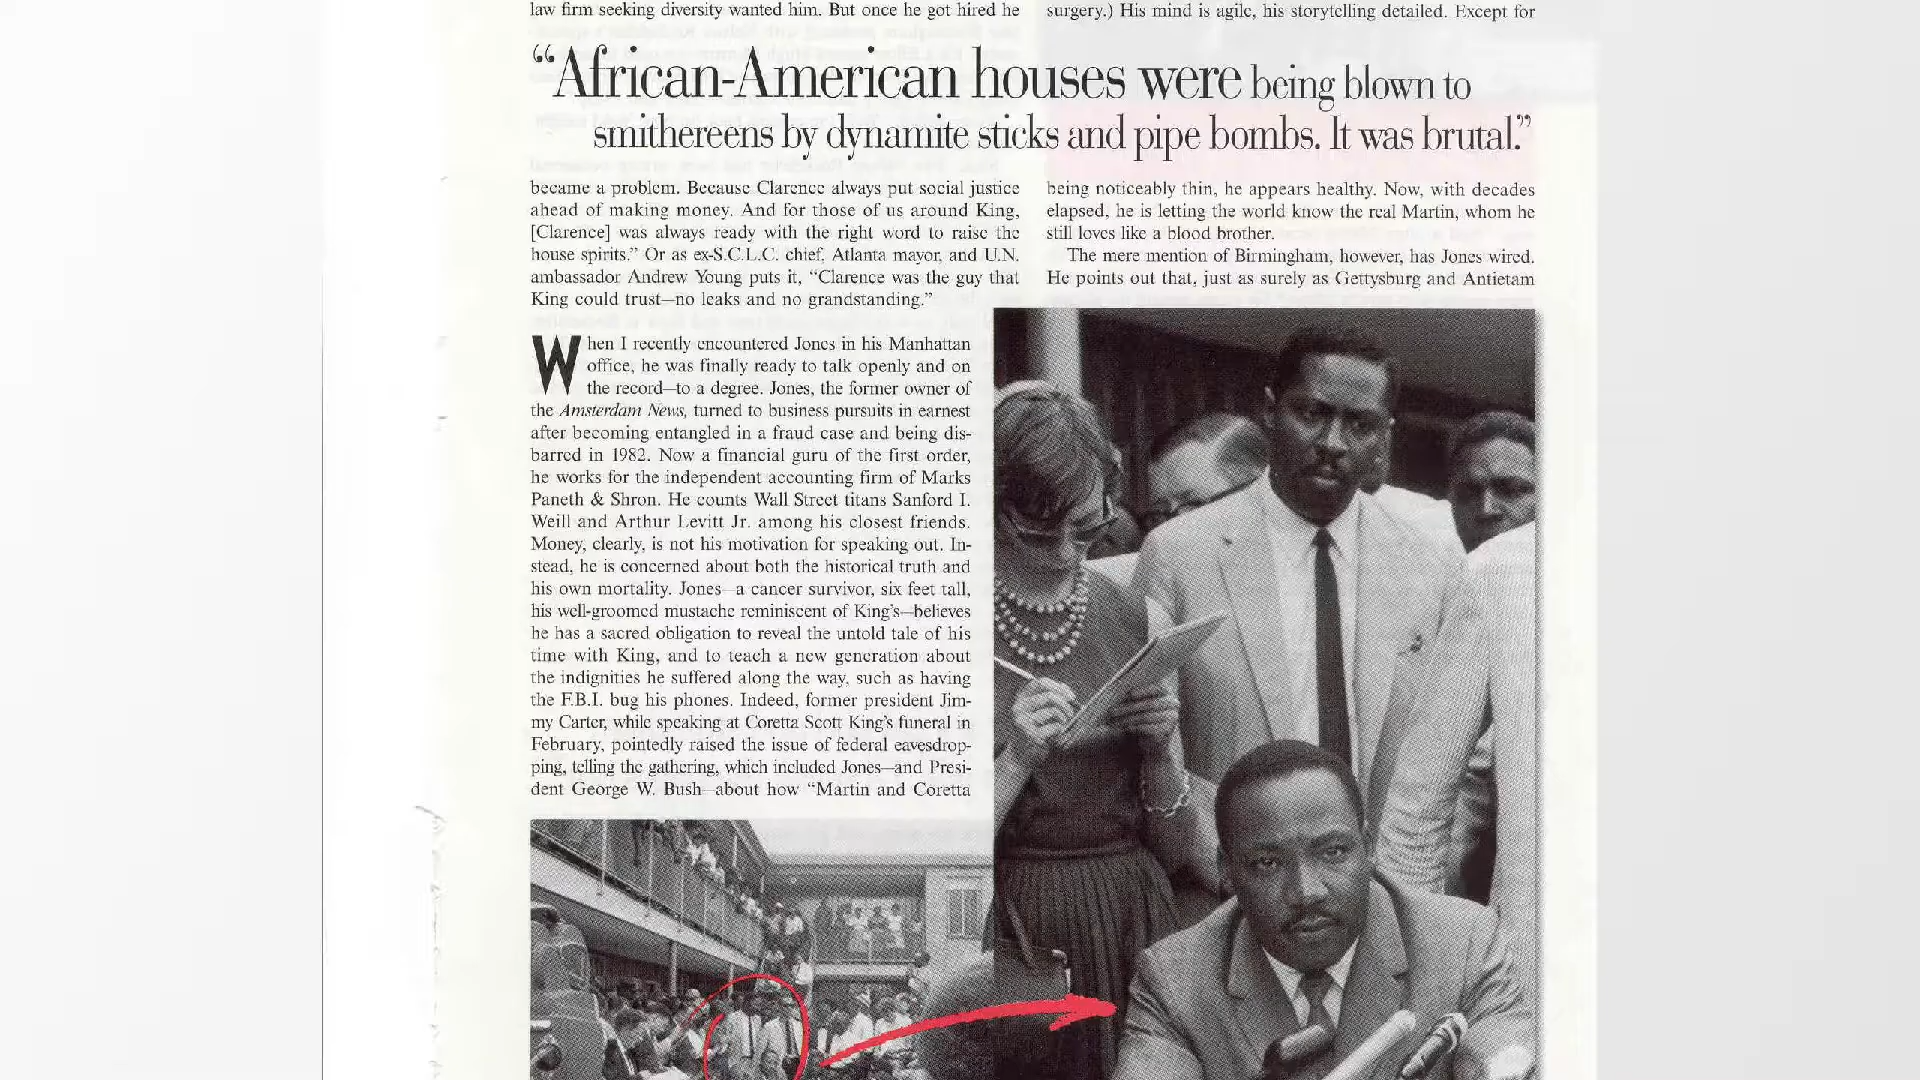 law firm seeking diversity wanted him. But once he got hired he
surgery.) His mind is agile, his storytelling detailed. Except for
“African-American houses were being blown to
smithereens by dynamite sticks and pipe bombs. It was brutal.”
became a problem. Because Clarence always put social justice
ahead of making money. And for those of us around King,
[Clarence] was always ready with the right word to raise the
house spirits.” Or as ex-S.C.L.C. chief, Atlanta mayor, and U.N.
ambassador Andrew Young puts it, “Clarence was the guy that
King could trust—no leaks and no grandstanding.”
When I recently encountered Jones in his Manhattan
office, he was finally ready to talk openly and on
the record—to a degree. Jones, the former owner of
the Amsterdam News, turned to business pursuits in earnest
after becoming entangled in a fraud case and being dis-
barred in 1982. Now a financial guru of the first order,
he works for the independent accounting firm of Marks
Paneth & Shron. He counts Wall Street titans Sanford I.
Weill and Arthur Levitt Jr. among his closest friends.
Money, clearly, is not his motivation for speaking out. In-
stead, he is concerned about both the historical truth and
his own mortality. Jones—a cancer survivor, six feet tall,
his well-groomed mustache reminiscent of King’s—believes
he has a sacred obligation to reveal the untold tale of his
time with King, and to teach a new generation about
the indignities he suffered along the way, such as having
the F.B.I. bug his phones. Indeed, former president Jim-
my Carter, while speaking at Coretta Scott King’s funeral in
February, pointedly raised the issue of federal eavesdrop-
ping, telling the gathering, which included Jones—and Presi-
dent George W. Bush—about how “Martin and Coretta
being noticeably thin, he appears healthy. Now, with decades
elapsed, he is letting the world know the real Martin, whom he
still loves like a blood brother.
The mere mention of Birmingham, however, has Jones wired.
He points out that, just as surely as Gettysburg and Antietam